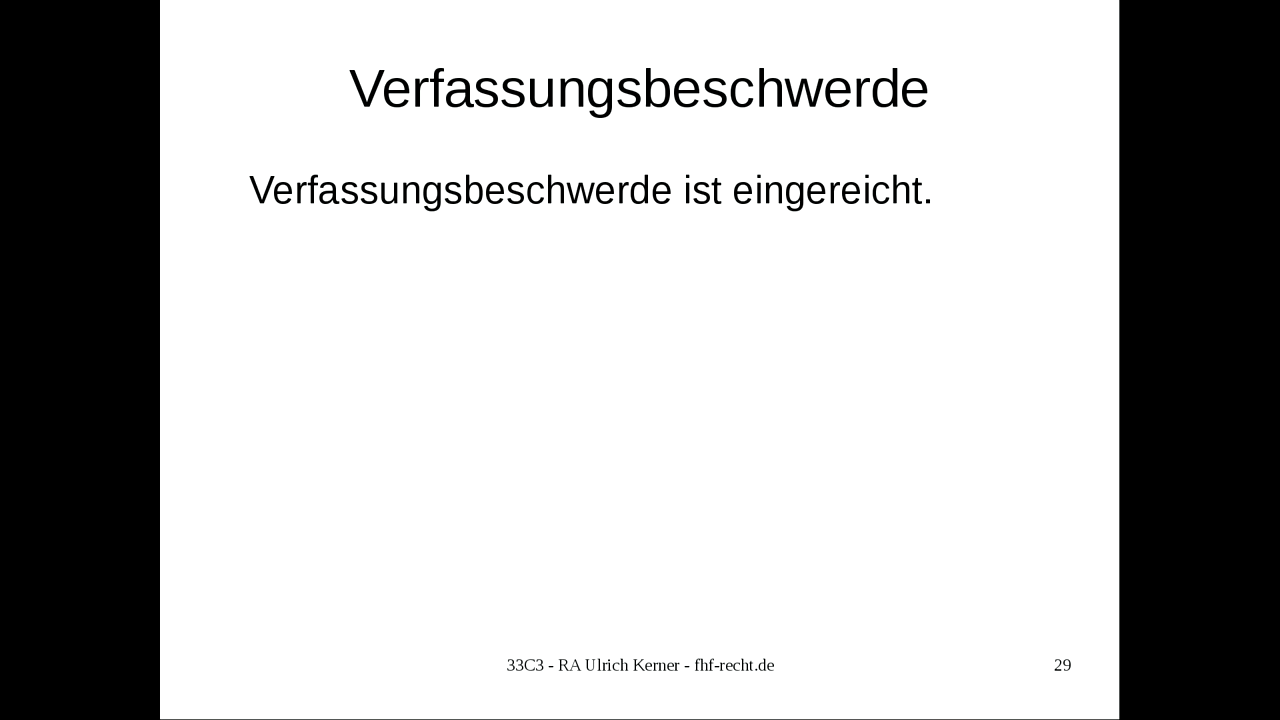 Verfassungsbeschwerde
Verfassungsbeschwerde ist eingereicht.
33C3 - RA Ulrich Kerner - fhf-recht.de
29